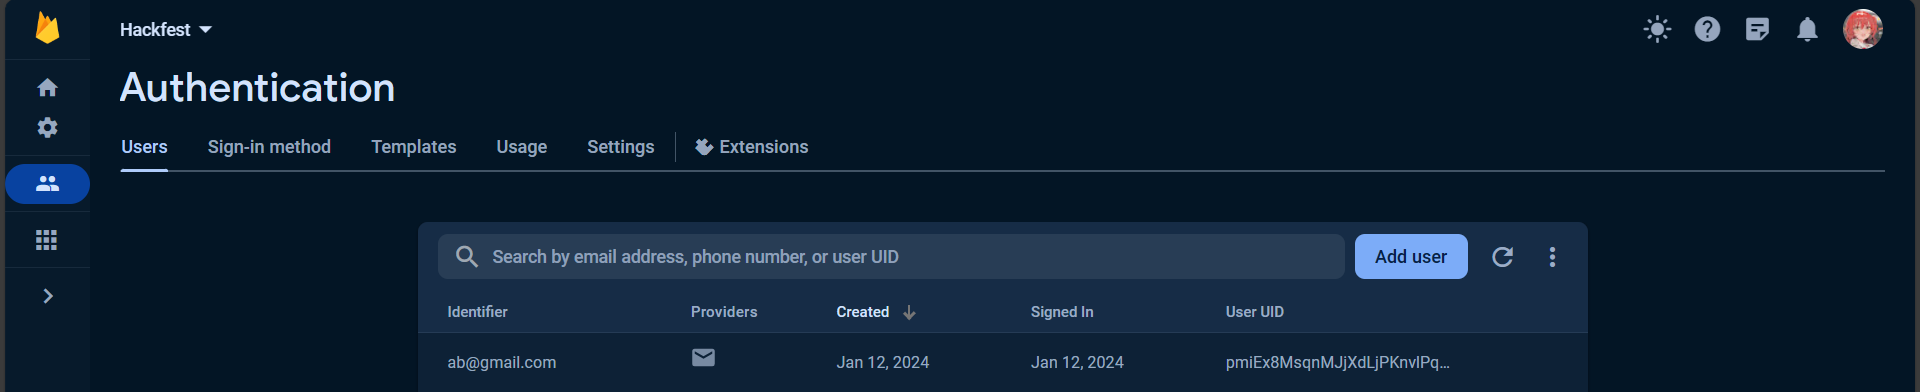 Hackfest
Authentication
Users Sign-in method Templates Usage Settings Extensions
Search by email address, phone number, or user UID Add user
Identifier Providers Created Signed In User UID
ab@gmail.com Jan 12, 2024 Jan 12, 2024 pmiEx8MsqnMJjXdLjPKnvlPq...